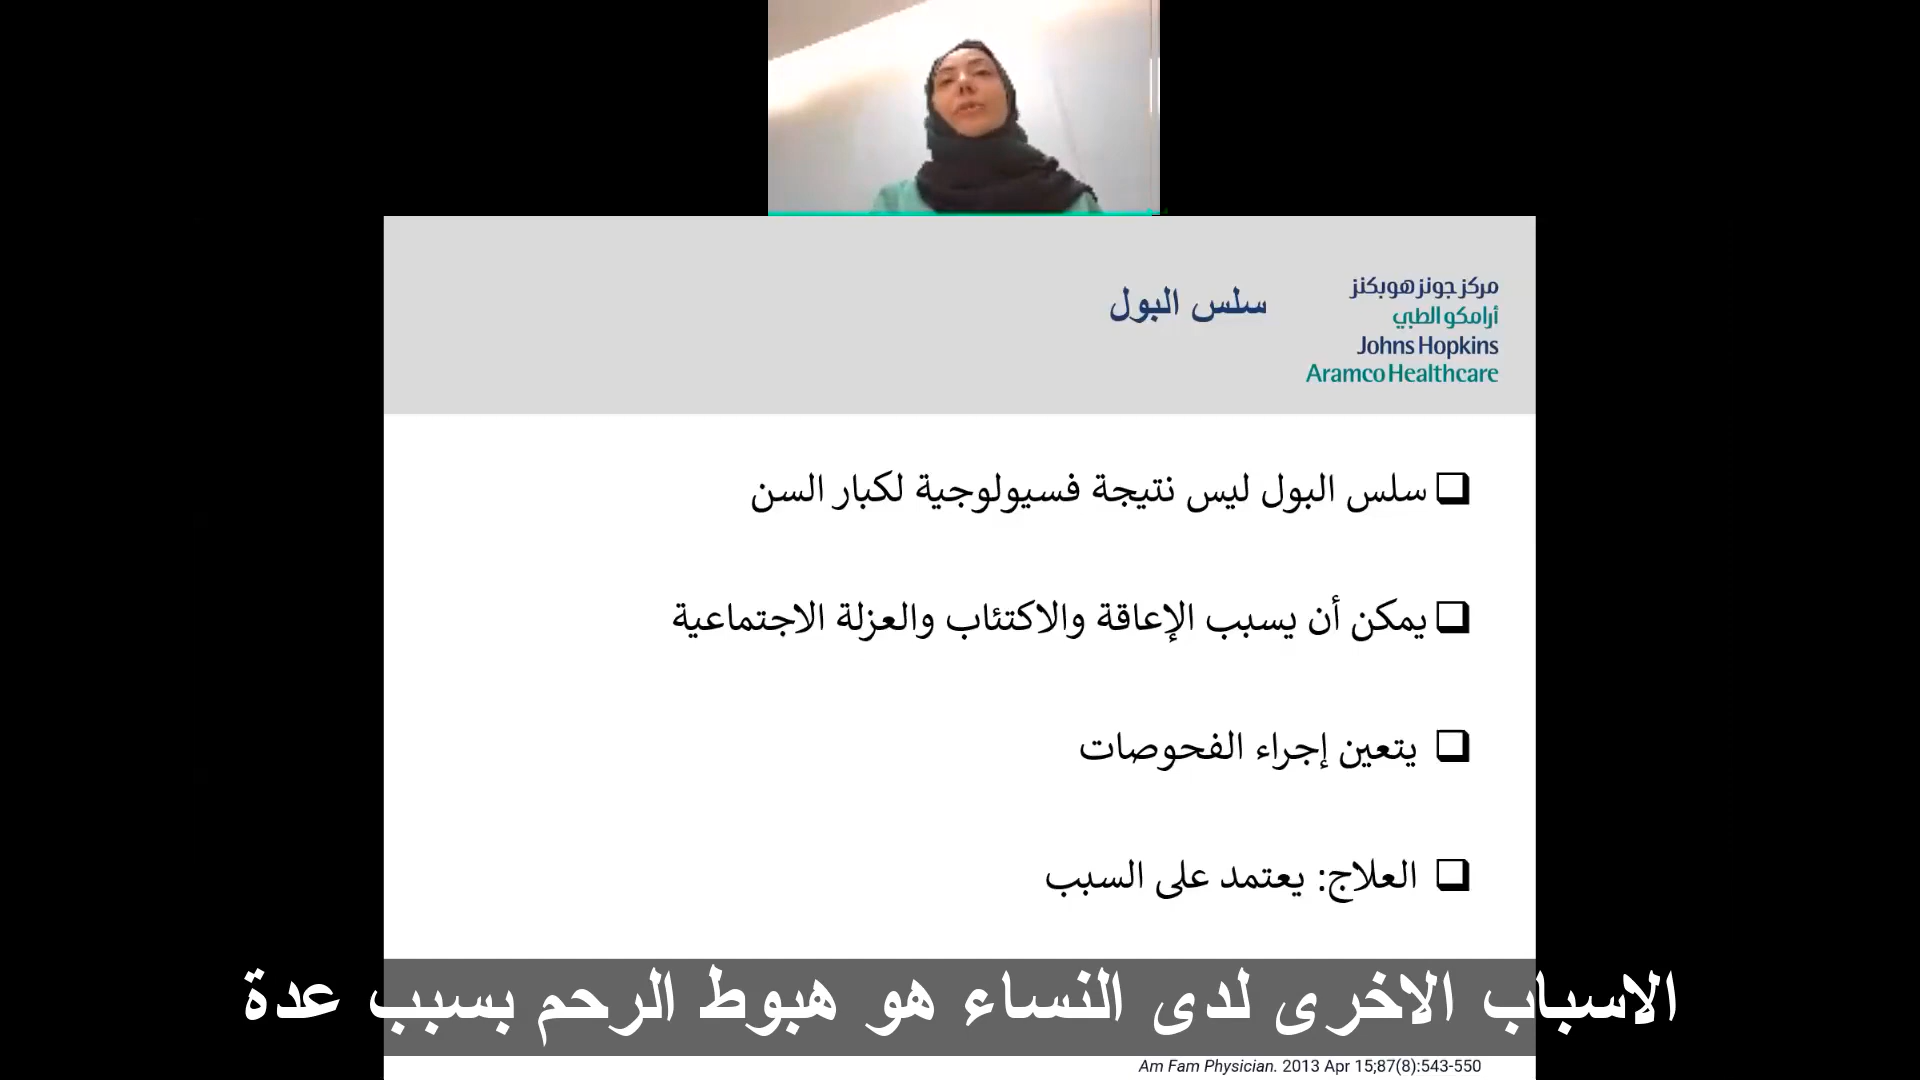 مركز جونز هوبكنز
أرامكو الطبي
Johns Hopkins
Aramco Healthcare
سلس البول
سلس البول ليس نتيجة فسيولوجية لكبار السن
يمكن أن يسبب الإعاقة والاكتئاب والعزلة الاجتماعية
يتعين إجراء الفحوصات
العلاج: يعتمد على السبب
الاسباب الاخرى لدى النساء هو هبوط الرحم بسبب عدة
Am Fam Physician. 2013 Apr 15;87(8):543-550